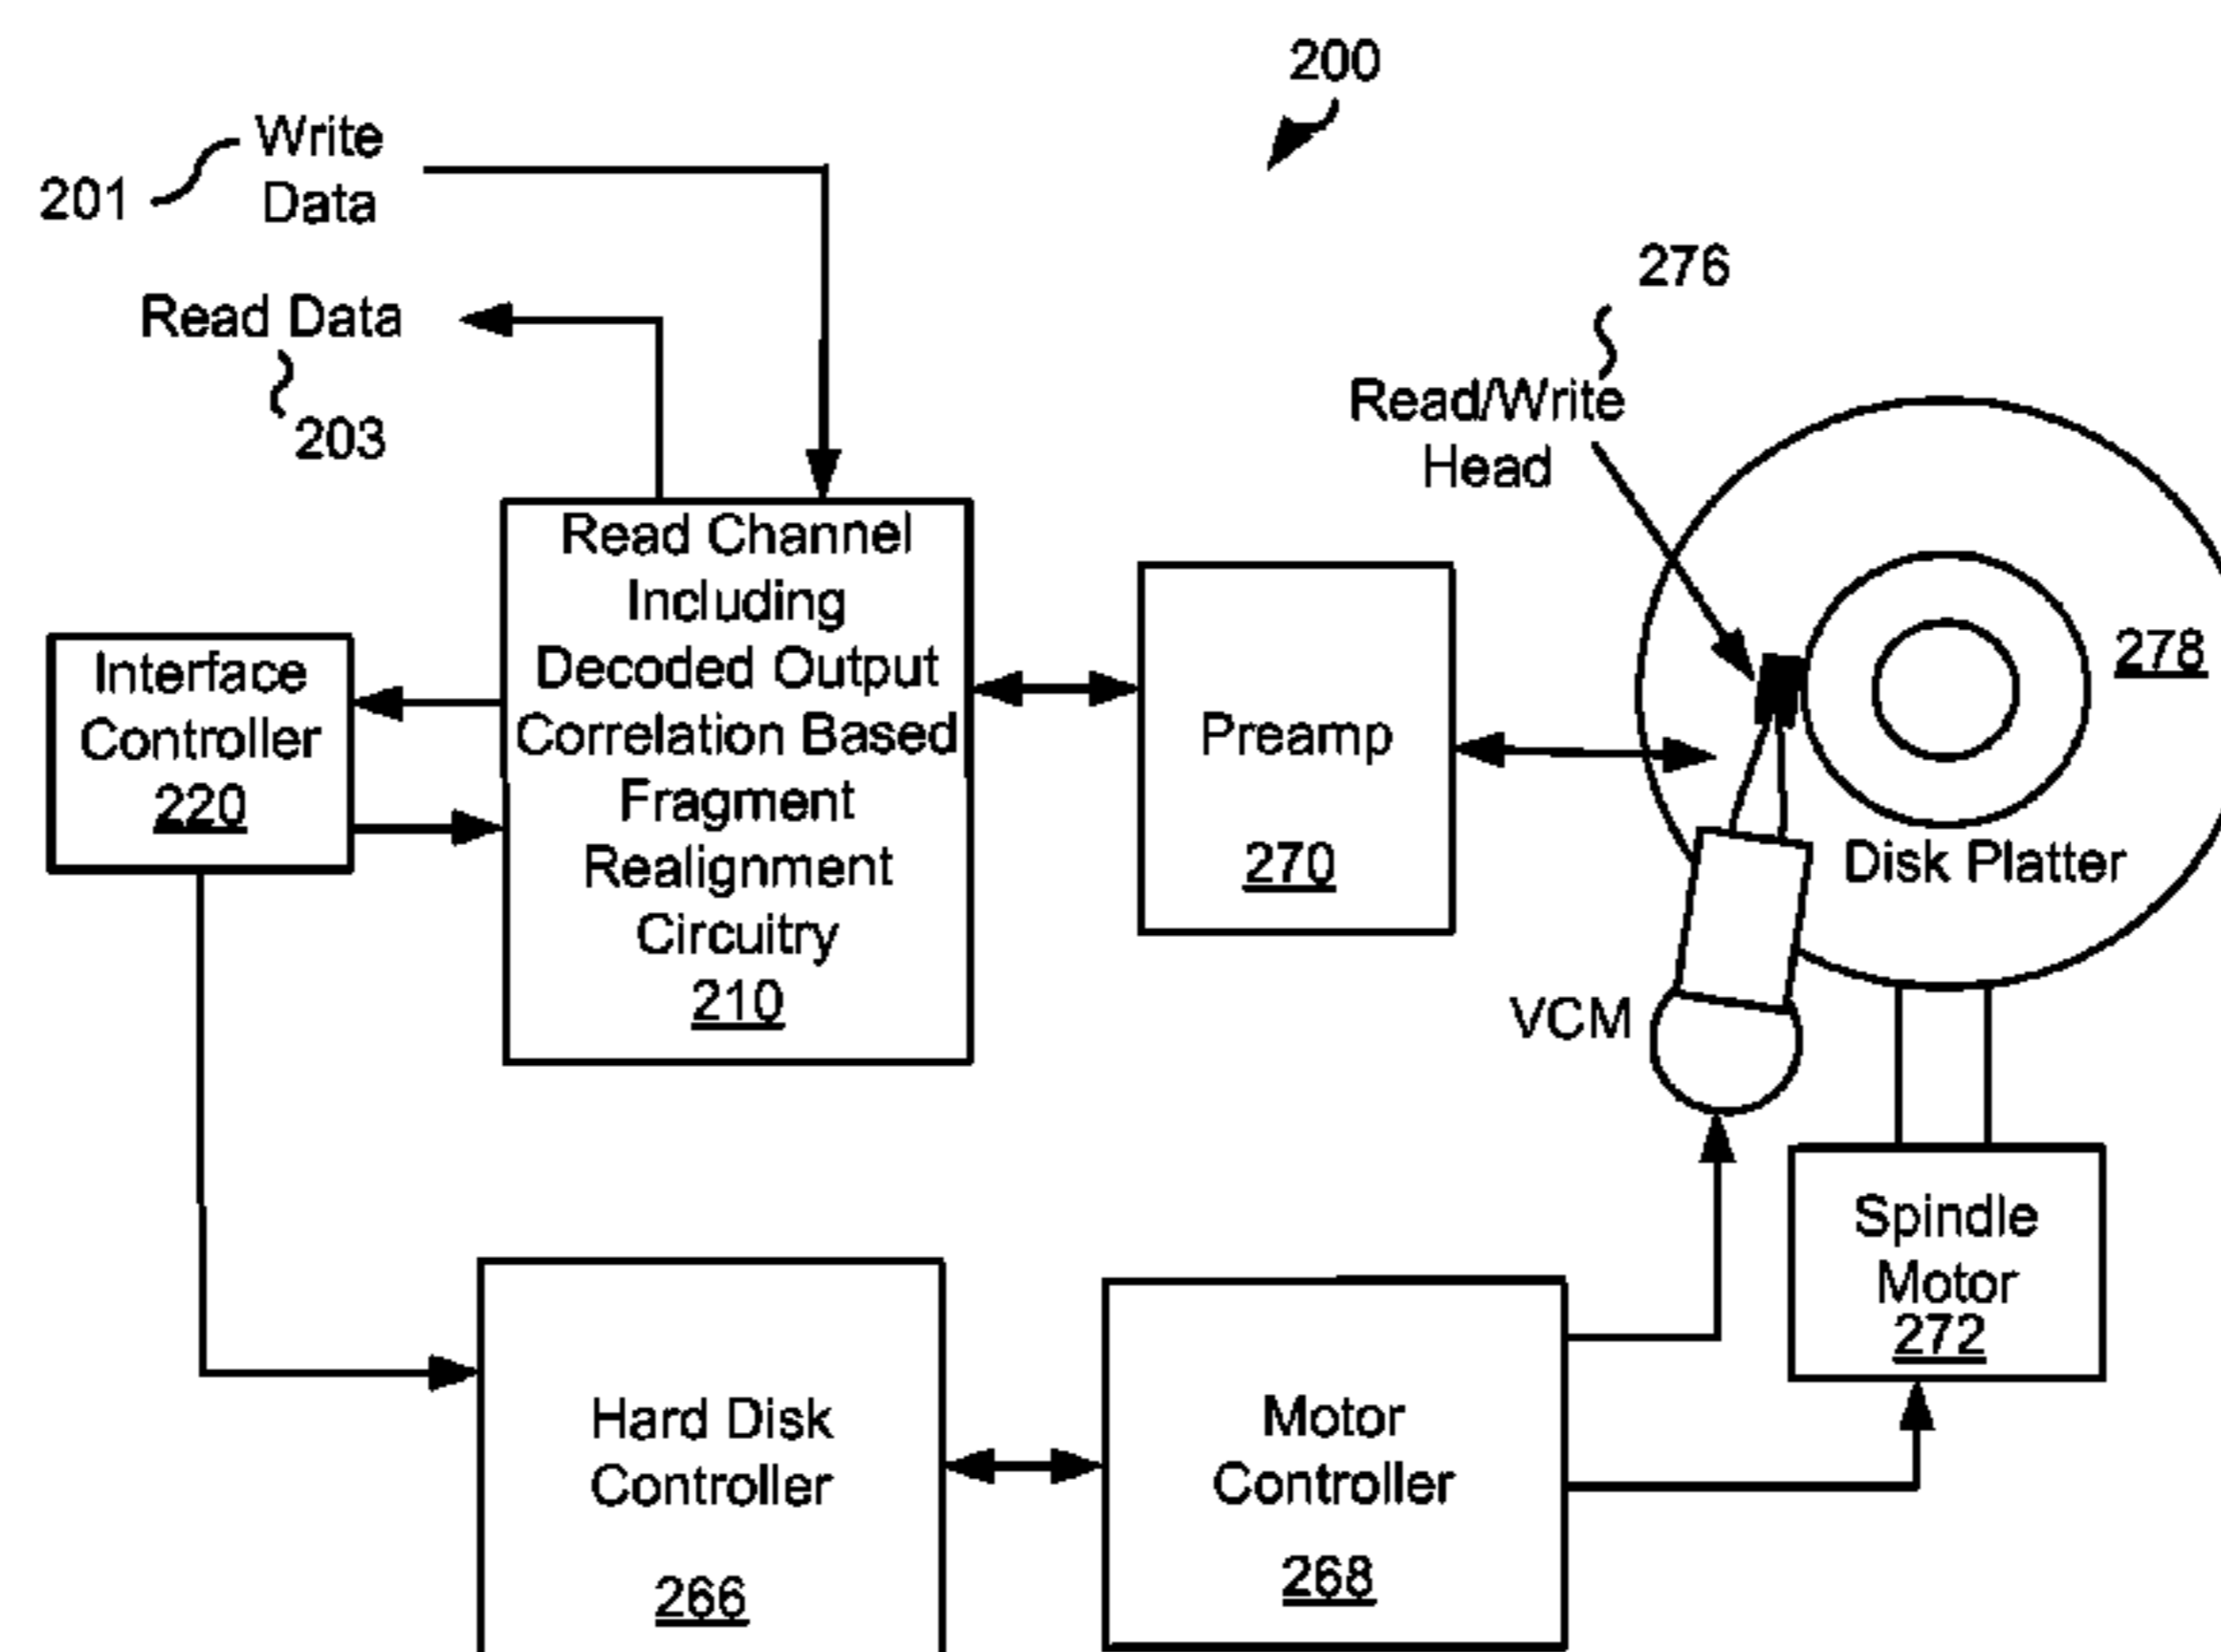 200
Write
Data
201
Read Data
203
276
Read/Write
Head
Read Channel
Including
Decoded Output
Correlation Based
Fragment
Realignment
Circuitry
210
Interface
Controller
220
Preamp
270
278
Disk Platter
VCM
Spindle
Motor
272
Hard Disk
Controller
266
Motor
Controller
268